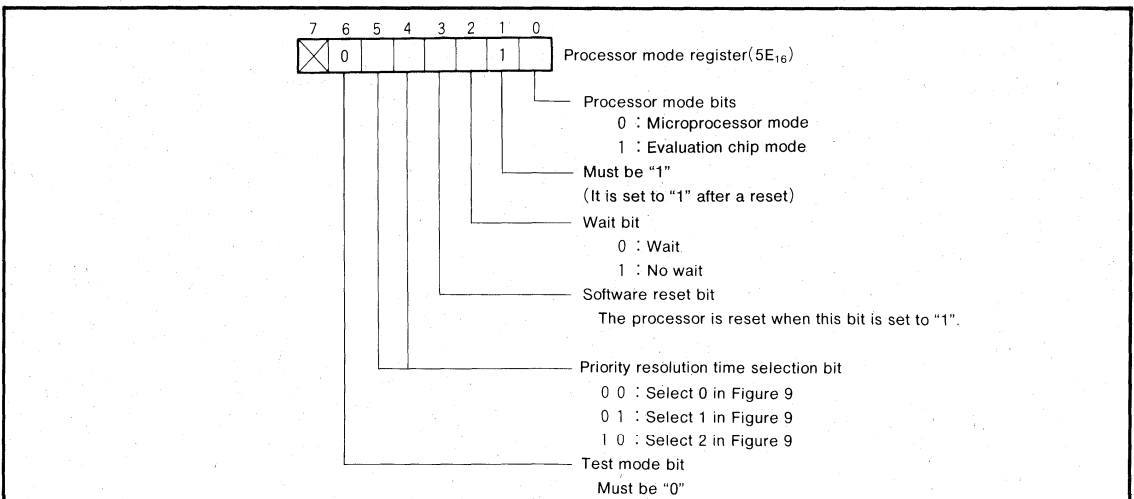 7 6 5 4 3 2 1 0
0 1 Processor mode register(5E₁₆)
Processor mode bits
0 : Microprocessor mode
1 : Evaluation chip mode
Must be “1”
(It is set to “1” after a reset)
Wait bit
0 : Wait
1 : No wait
Software reset bit
The processor is reset when this bit is set to “1”.
Priority resolution time selection bit
0 0 : Select 0 in Figure 9
0 1 : Select 1 in Figure 9
1 0 : Select 2 in Figure 9
Test mode bit
Must be “0”